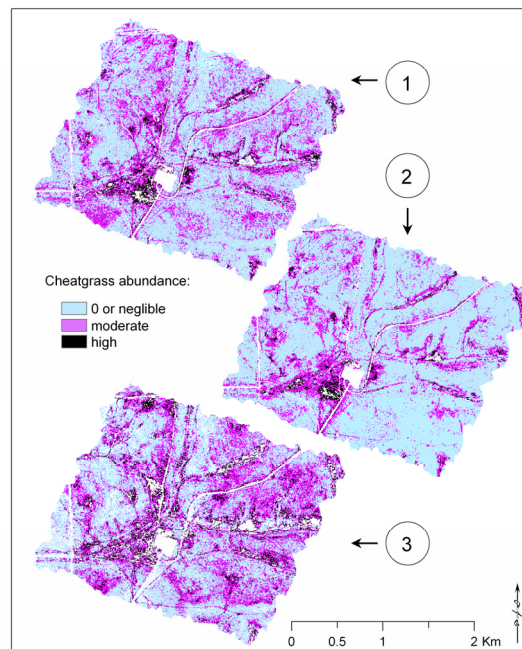 1
2
Cheatgrass abundance:
0 or neglible
moderate
high
3
0 0.5 1 2 Km